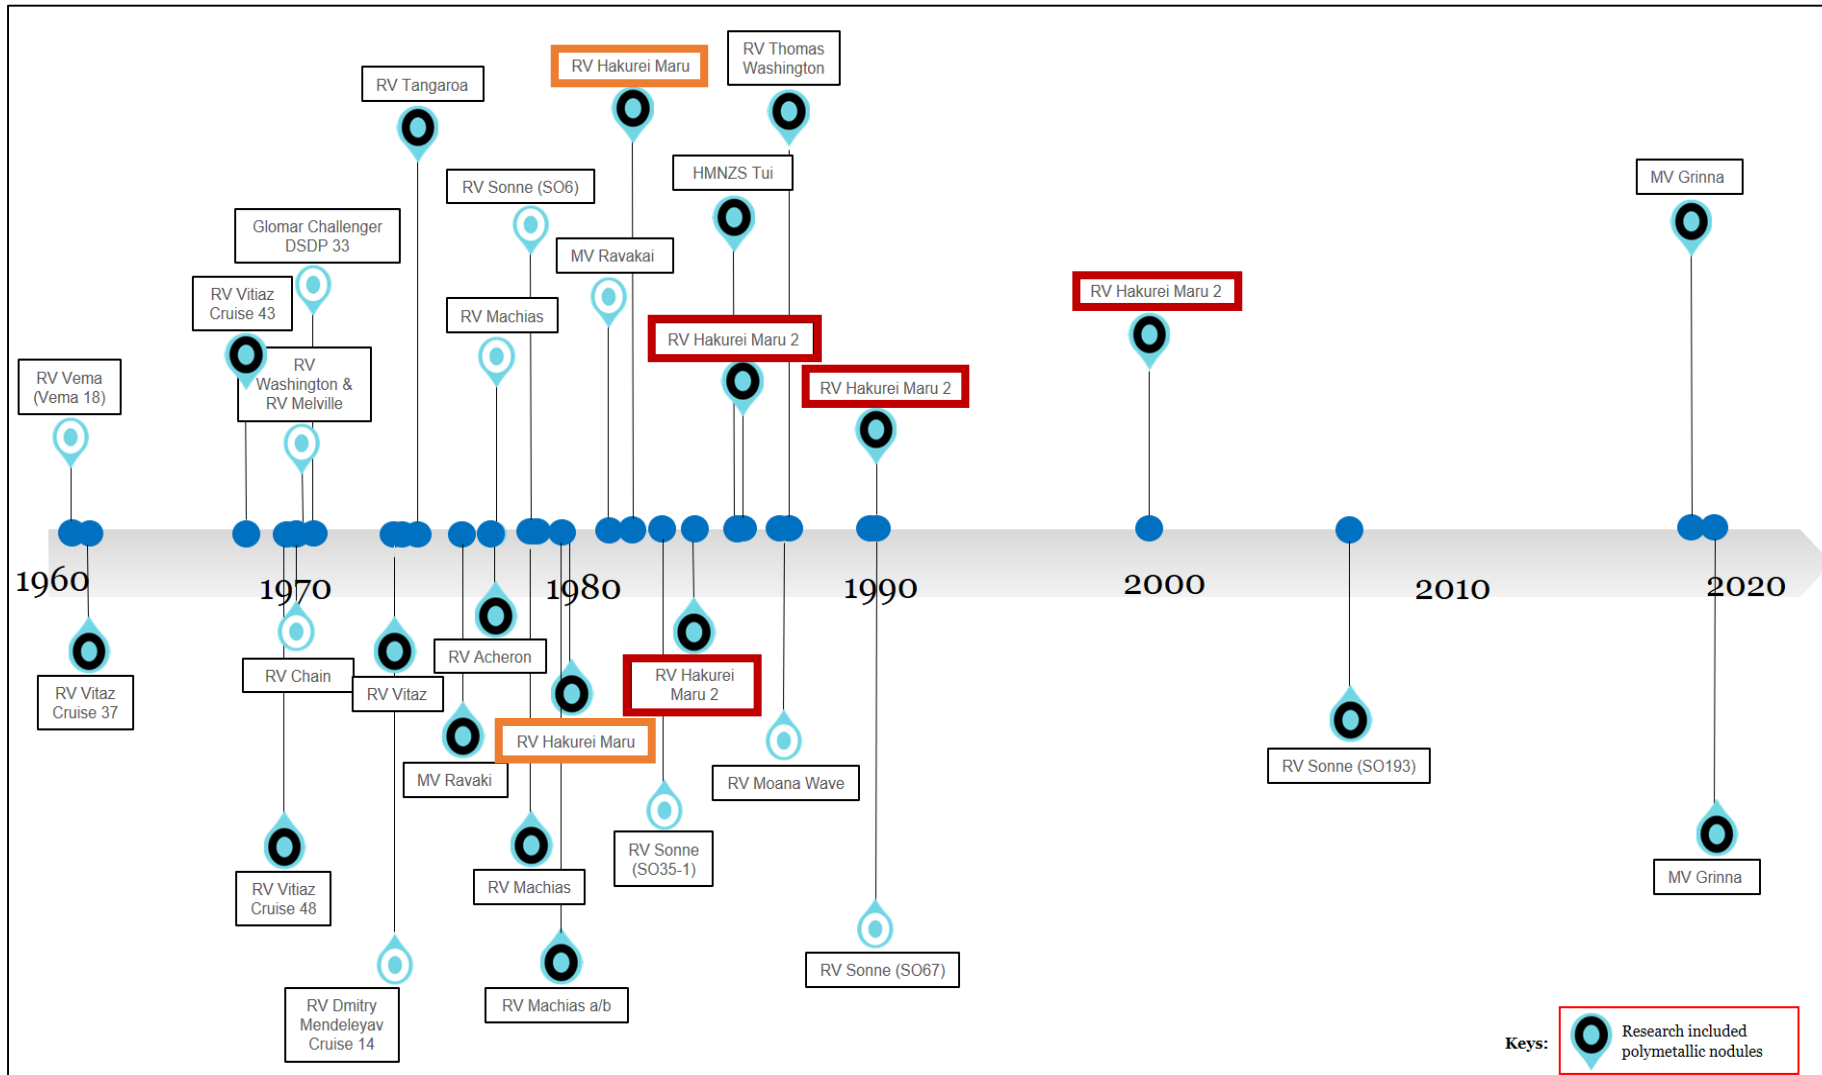 RV Hakurei Maru
RV Thomas
Washington
RV Tangaroa
RV Sonne (SO6)
HMNZS Tui
MV Grinna
Glomar Challenger
DSDP 33
MV Ravakai
RV Vitiaz
Cruise 43
RV Hakurei Maru 2
RV Machias
RV Hakurei Maru 2
RV Vema
(Vema 18)
RV
Washington &
RV Melville
RV Hakurei Maru 2
1960
1970
1980
1990
2000
2010
2020
RV Vitaz
Cruise 37
RV Chain
RV Vitaz
RV Acheron
RV Hakurei
Maru 2
RV Hakurei Maru
MV Ravaki
RV Moana Wave
RV Sonne (SO193)
RV Vitiaz
Cruise 48
RV Machias
RV Sonne
(SO35-1)
MV Grinna
RV Sonne (SO67)
RV Dmitry
Mendeleyav
Cruise 14
RV Machias a/b
Keys:
Research included
polymetallic nodules